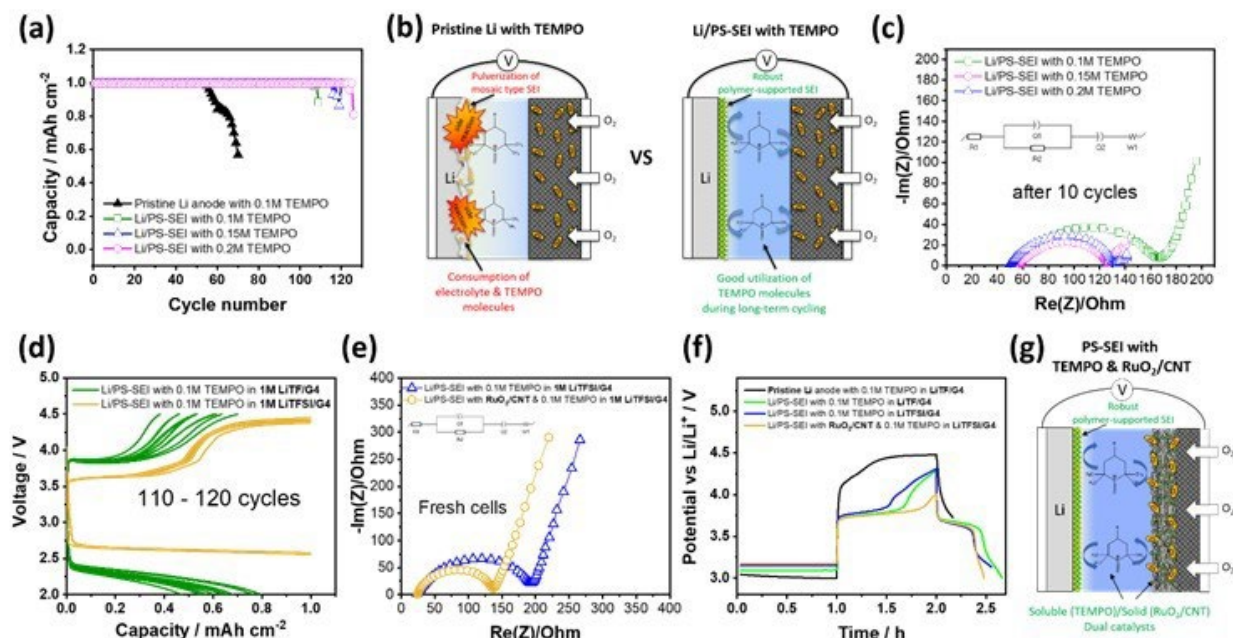 (a)
Capacity / mAh cm⁻²
1.2
1.0
0.8
0.6
0.4
0.2
0.0
Pristine Li anode with 0.1M TEMPO
Li/PS-SEI with 0.1M TEMPO
Li/PS-SEI with 0.15M TEMPO
Li/PS-SEI with 0.2M TEMPO
0 20 40 60 80 100 120
Cycle number
(b)
Pristine Li with TEMPO
V
Pulverization of
mosaic type SEI
Li
O₂
O₂
O₂
Consumption of
electrolyte & TEMPO
molecules
VS
Li/PS-SEI with TEMPO
V
Robust
polymer-supported SEI
Li
O₂
O₂
O₂
Good utilization of
TEMPO molecules
during long-term cycling
(c)
-Im(Z)/Ohm
200
180
160
140
120
100
80
60
40
20
0
Li/PS-SEI with 0.1M TEMPO
Li/PS-SEI with 0.15M TEMPO
Li/PS-SEI with 0.2M TEMPO
R1
Q1
R2
Q2
W1
after 10 cycles
0 20 40 60 80 100 120 140 160 180 200
Re(Z)/Ohm
(d)
Li/PS-SEI with 0.1M TEMPO in 1M LiTF/G4
Li/PS-SEI with 0.1M TEMPO in 1M LiTFSI/G4
Voltage / V
5.0
4.5
4.0
3.5
3.0
2.5
2.0
110 - 120 cycles
0.0 0.2 0.4 0.6 0.8 1.0
Capacity / mAh cm⁻²
(e)
-Im(Z)/Ohm
400
350
300
250
200
150
100
50
0
Li/PS-SEI with 0.1M TEMPO in 1M LiTFSI/G4
Li/PS-SEI with RuO₂/CNT & 0.1M TEMPO in 1M LiTFSI/G4
Fresh cells
0 50 100 150 200 250 300 350 400
Re(Z)/Ohm
(f)
Potential vs Li/Li⁺ / V
5.0
4.5
4.0
3.5
3.0
Pristine Li anode with 0.1M TEMPO in LiTF/G4
Li/PS-SEI with 0.1M TEMPO in LiTF/G4
Li/PS-SEI with 0.1M TEMPO in LiTFSI/G4
Li/PS-SEI with RuO₂/CNT & 0.1M TEMPO in LiTFSI/G4
0.0 0.5 1.0 1.5 2.0 2.5
Time / h
(g)
PS-SEI with
TEMPO & RuO₂/CNT
V
Robust
polymer-supported SEI
Li
O₂
O₂
O₂
Soluble (TEMPO)/Solid (RuO₂/CNT)
Dual catalysts